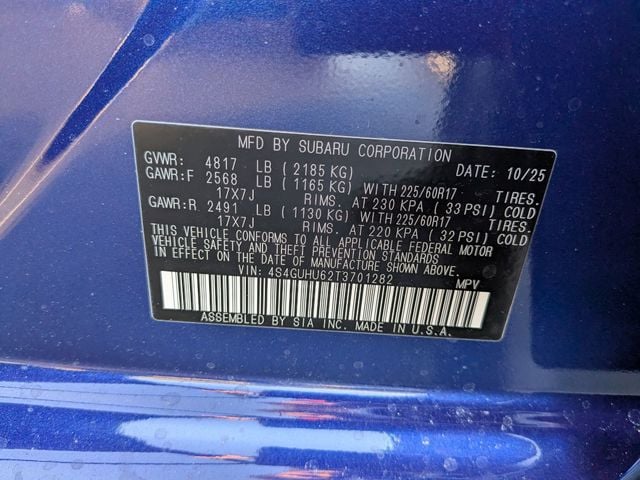 MFD BY SUBARU CORPORATION
GVWR: 4817 LB ( 2185 KG) DATE: 10/25
GAWR:F 2568 LB ( 1165 KG) WITH 225/60R17 TIRES.
17X7J RIMS. AT 230 KPA ( 33 PSI) COLD
GAWR:R 2491 LB ( 1130 KG) WITH 225/60R17 TIRES.
17X7J RIMS. AT 220 KPA ( 32 PSI) COLD
THIS VEHICLE CONFORMS TO ALL APPLICABLE FEDERAL MOTOR
VEHICLE SAFETY AND THEFT PREVENTION STANDARDS
IN EFFECT ON THE DATE OF MANUFACTURE SHOWN ABOVE.
VIN: 4S4GUHU62T3701282 MPV
ASSEMBLED BY SIA INC. MADE IN U.S.A.